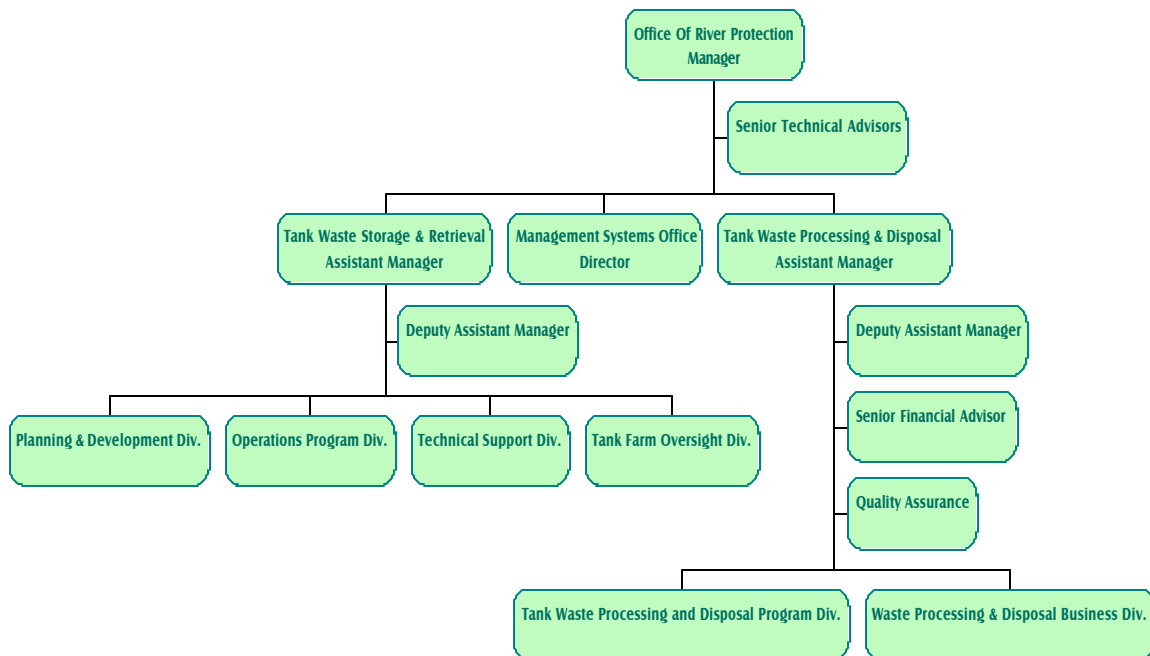 Office Of River Protection
Manager
Senior Technical Advisors
Tank Waste Storage & Retrieval
Assistant Manager
Management Systems Office
Director
Tank Waste Processing & Disposal
Assistant Manager
Deputy Assistant Manager
Deputy Assistant Manager
Senior Financial Advisor
Planning & Development Div.
Operations Program Div.
Technical Support Div.
Tank Farm Oversight Div.
Quality Assurance
Tank Waste Processing and Disposal Program Div.
Waste Processing & Disposal Business Div.